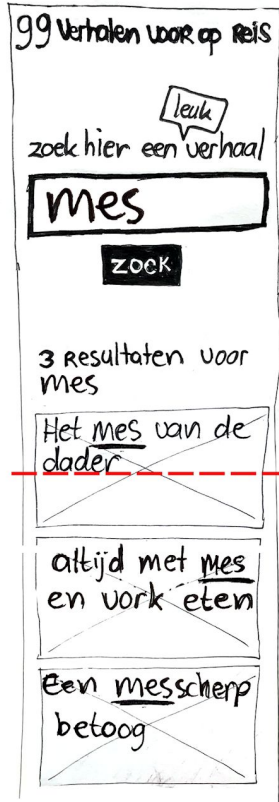 99 Verhalen voor op Reis
leuk
zoek hier een verhaal
mes
zoek
3 Resultaten voor
mes
Het mes van de
dader
altijd met mes
en vork eten
Een messcherp
betoog